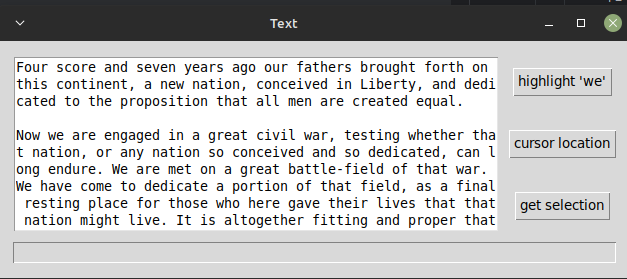 Text
Four score and seven years ago our fathers brought forth on
this continent, a new nation, conceived in Liberty, and dedi
cated to the proposition that all men are created equal.
Now we are engaged in a great civil war, testing whether tha
t nation, or any nation so conceived and so dedicated, can l
ong endure. We are met on a great battle-field of that war.
We have come to dedicate a portion of that field, as a final
resting place for those who here gave their lives that that
nation might live. It is altogether fitting and proper that
highlight 'we'
cursor location
get selection